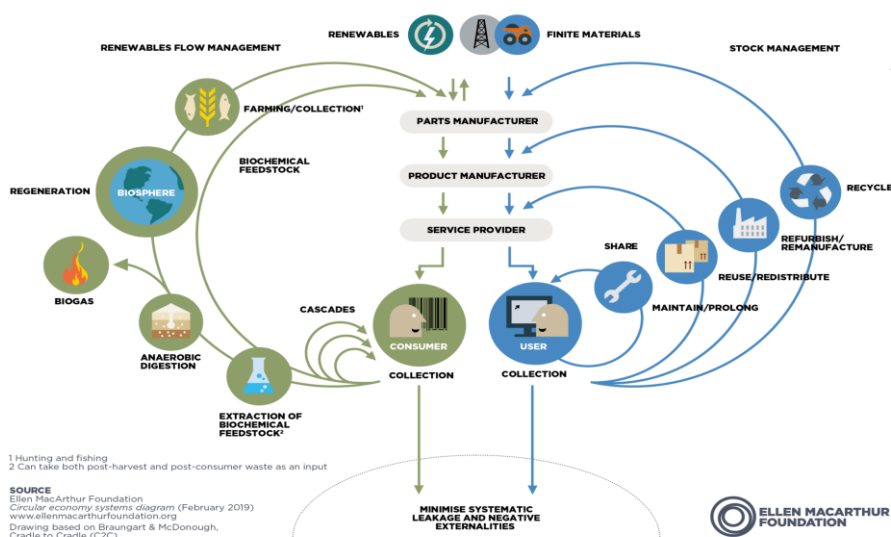 RENEWABLES
FINITE MATERIALS
RENEWABLES FLOW MANAGEMENT
STOCK MANAGEMENT
FARMING/COLLECTION¹
PARTS MANUFACTURER
BIOCHEMICAL
FEEDSTOCK
PRODUCT MANUFACTURER
REGENERATION
BIOSPHERE
RECYCLE
SERVICE PROVIDER
REFURBISH/
REMANUFACTURE
SHARE
REUSE/REDISTRIBUTE
BIOGAS
CASCADES
MAINTAIN/PROLONG
CONSUMER
USER
ANAEROBIC
DIGESTION
COLLECTION
COLLECTION
EXTRACTION OF
BIOCHEMICAL
FEEDSTOCK²
1 Hunting and fishing
2 Can take both post-harvest and post-consumer waste as an input
SOURCE
Ellen MacArthur Foundation
Circular economy systems diagram (February 2019)
www.ellenmacarthurfoundation.org
Drawing based on Braungart & McDonough,
Cradle to Cradle (C2C)
MINIMISE SYSTEMATIC
LEAKAGE AND NEGATIVE
EXTERNALITIES
ELLEN MACARTHUR
FOUNDATION